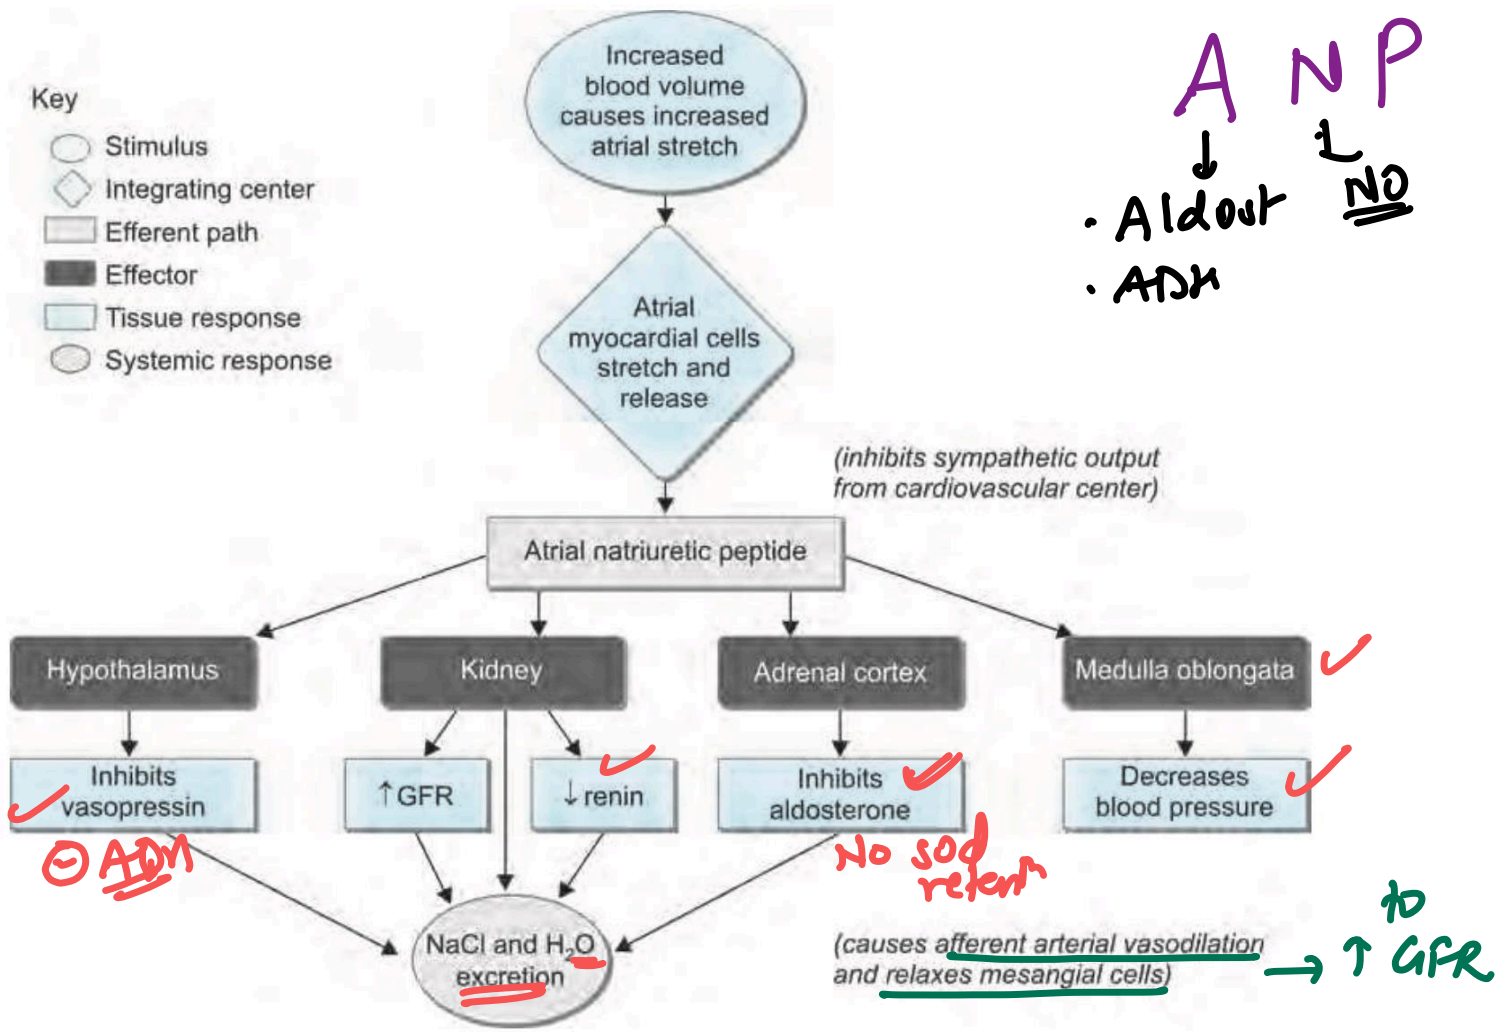 Increased
blood volume
causes increased
atrial stretch
A N P
Key
Stimulus
Integrating center
Efferent path
Effector
Tissue response
Systemic response
NO
ADH
Atrial
myocardial cells
stretch and
release
(inhibits sympathetic output
from cardiovascular center)
Atrial natriuretic peptide
Hypothalamus
Kidney
Adrenal cortex
Medulla oblongata
Inhibits
vasopressin
↑GFR
↓renin
Inhibits
aldosterone
Decreases
blood pressure
⊖ ADH
No sod
NaCl and H₂O
excretion
(causes afferent arterial vasodilation
and relaxes mesangial cells)
→ ↑ GFR
to